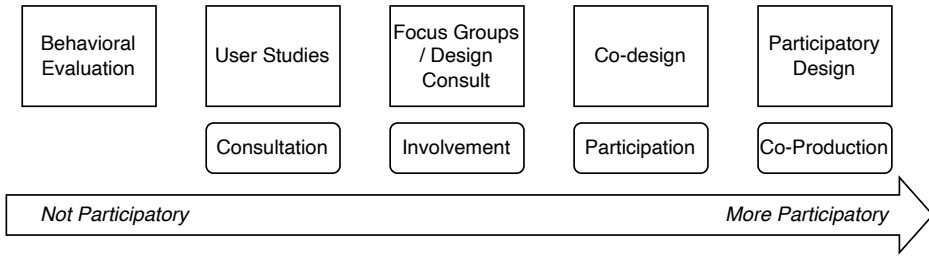 Behavioral
Evaluation
User Studies
Focus Groups
/ Design
Consult
Co-design
Participatory
Design
Consultation
Involvement
Participation
Co-Production
Not Participatory
More Participatory